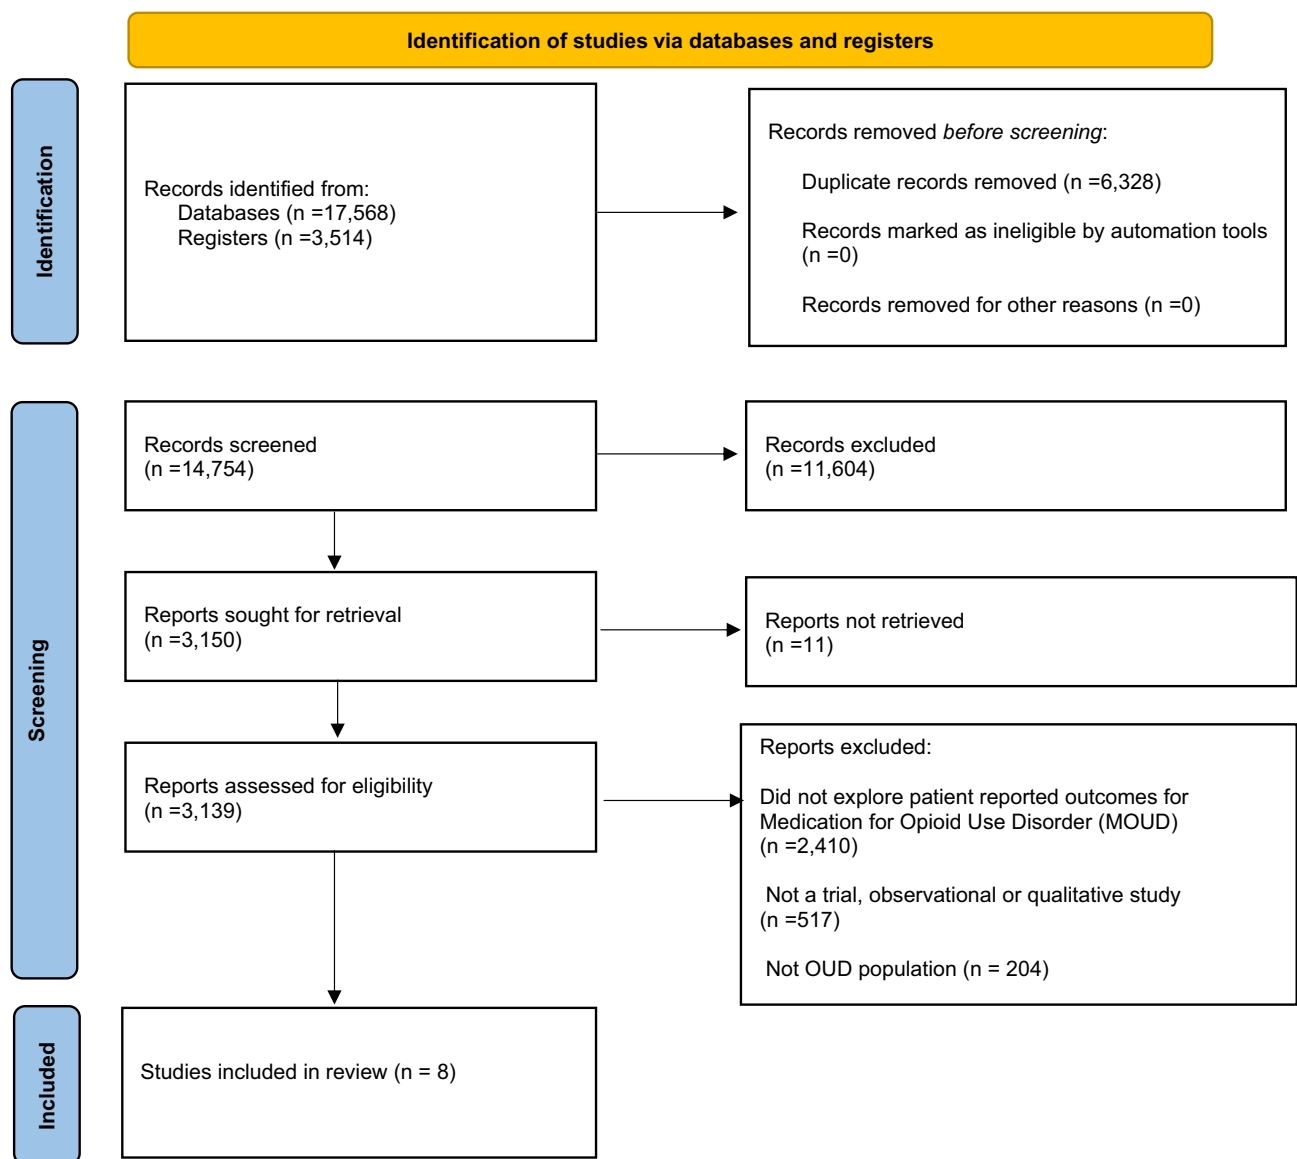 Identification of studies via databases and registers
Identification
Records identified from:
Databases (n =17,568)
Registers (n =3,514)
Records removed before screening:
Duplicate records removed (n =6,328)
Records marked as ineligible by automation tools
(n =0)
Records removed for other reasons (n =0)
Screening
Records screened
(n =14,754)
Records excluded
(n =11,604)
Reports sought for retrieval
(n =3,150)
Reports not retrieved
(n =11)
Reports assessed for eligibility
(n =3,139)
Reports excluded:
Did not explore patient reported outcomes for
Medication for Opioid Use Disorder (MOUD)
(n =2,410)
Not a trial, observational or qualitative study
(n =517)
Not OUD population (n = 204)
Included
Studies included in review (n = 8)